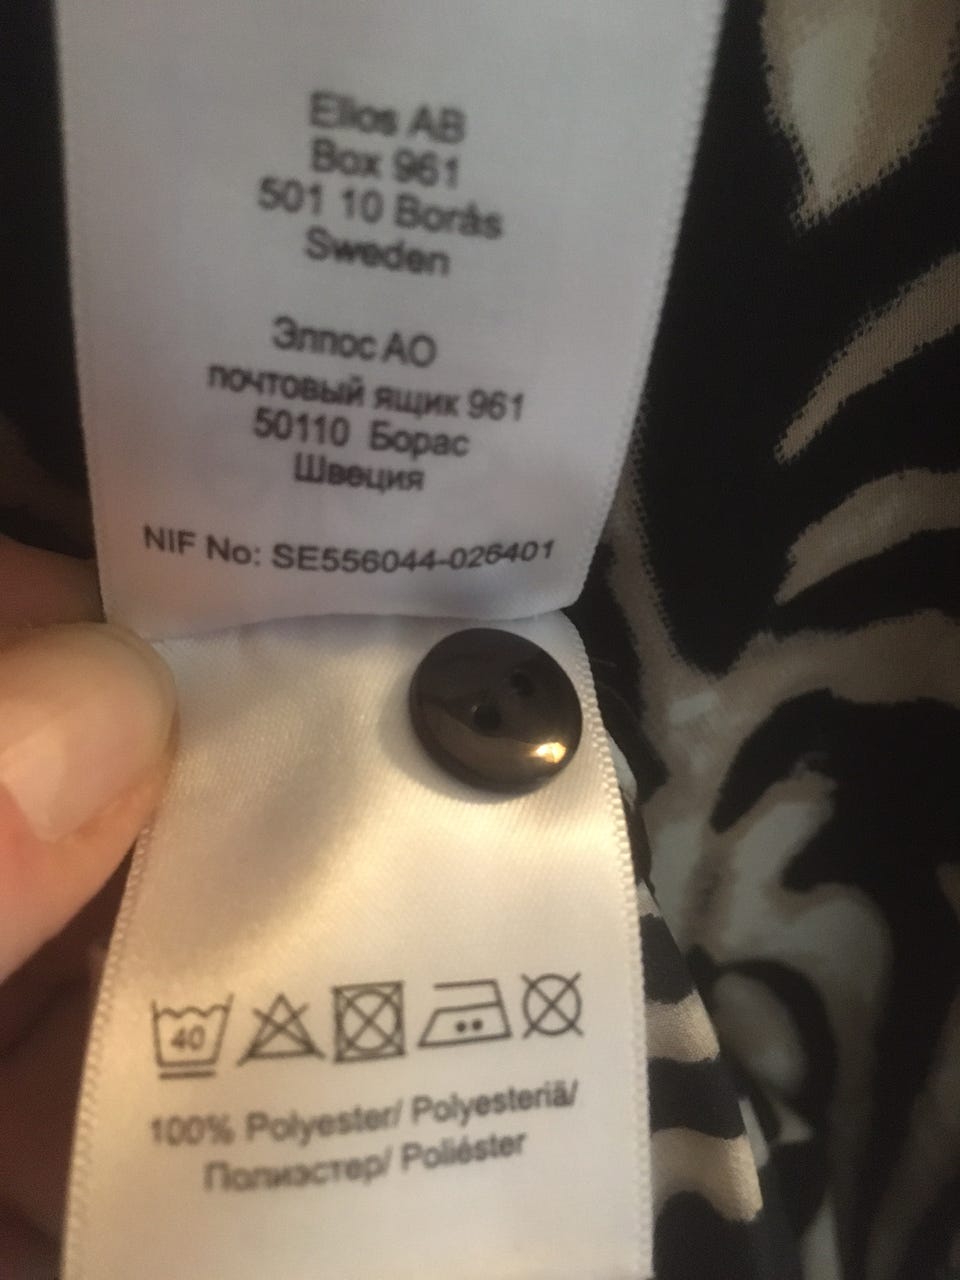 Ellos AB
Box 961
501 10 Borås
Sweden
Эллос АО
почтовый ящик 961
50110 Борас
Швеция
NIF No: SE556044-026401
40
100% Polyester/ Polyesteriä/
Полиэстер/ Poliéster